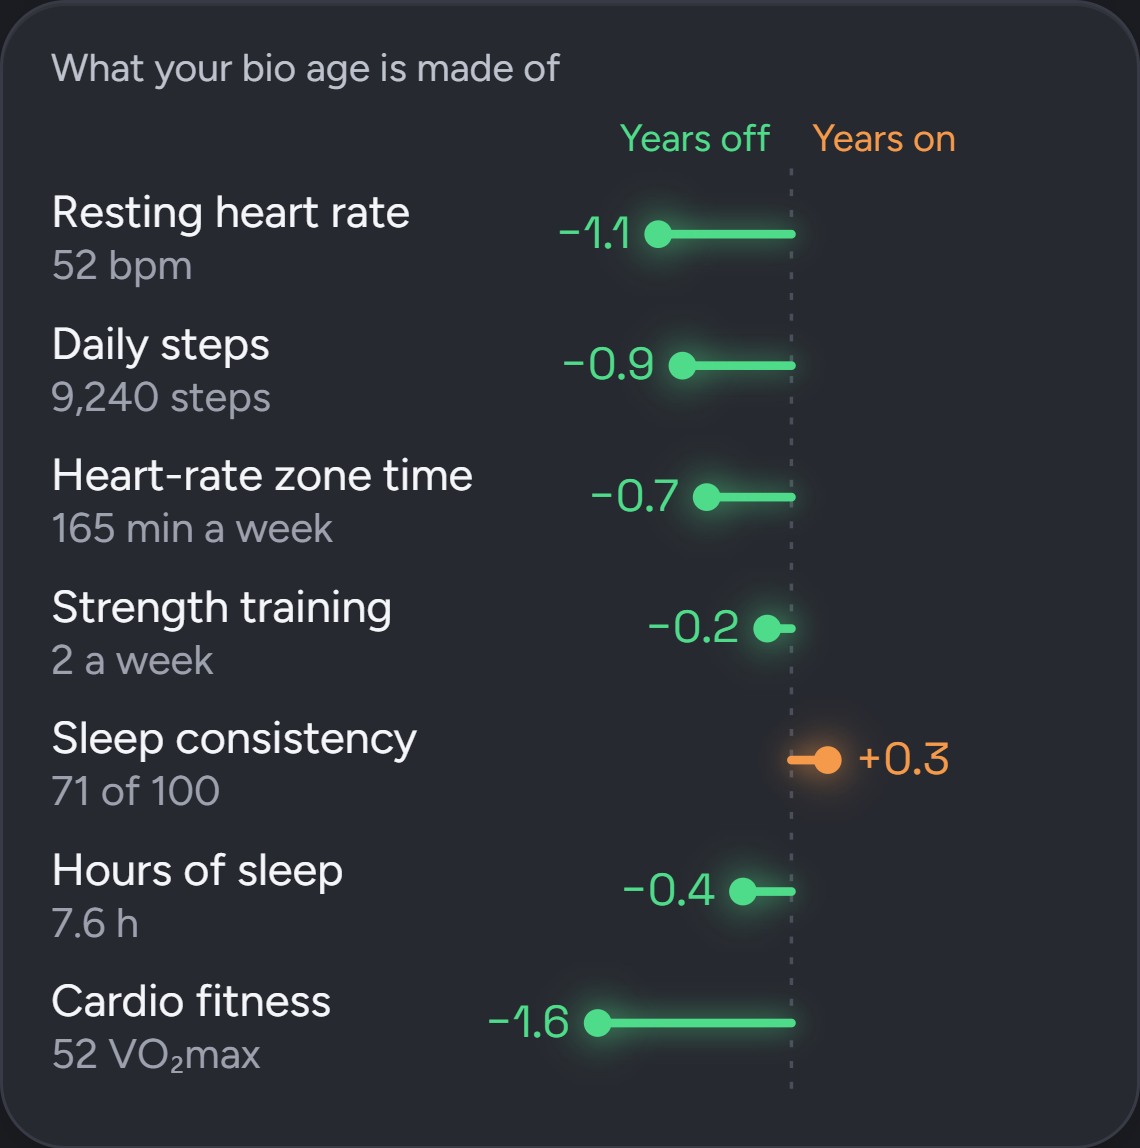 What your bio age is made of
Years off Years on
Resting heart rate
52 bpm
−1.1
Daily steps
9,240 steps
−0.9
Heart-rate zone time
165 min a week
−0.7
Strength training
2 a week
−0.2
Sleep consistency
71 of 100
+0.3
Hours of sleep
7.6 h
−0.4
Cardio fitness
52 VO₂max
−1.6